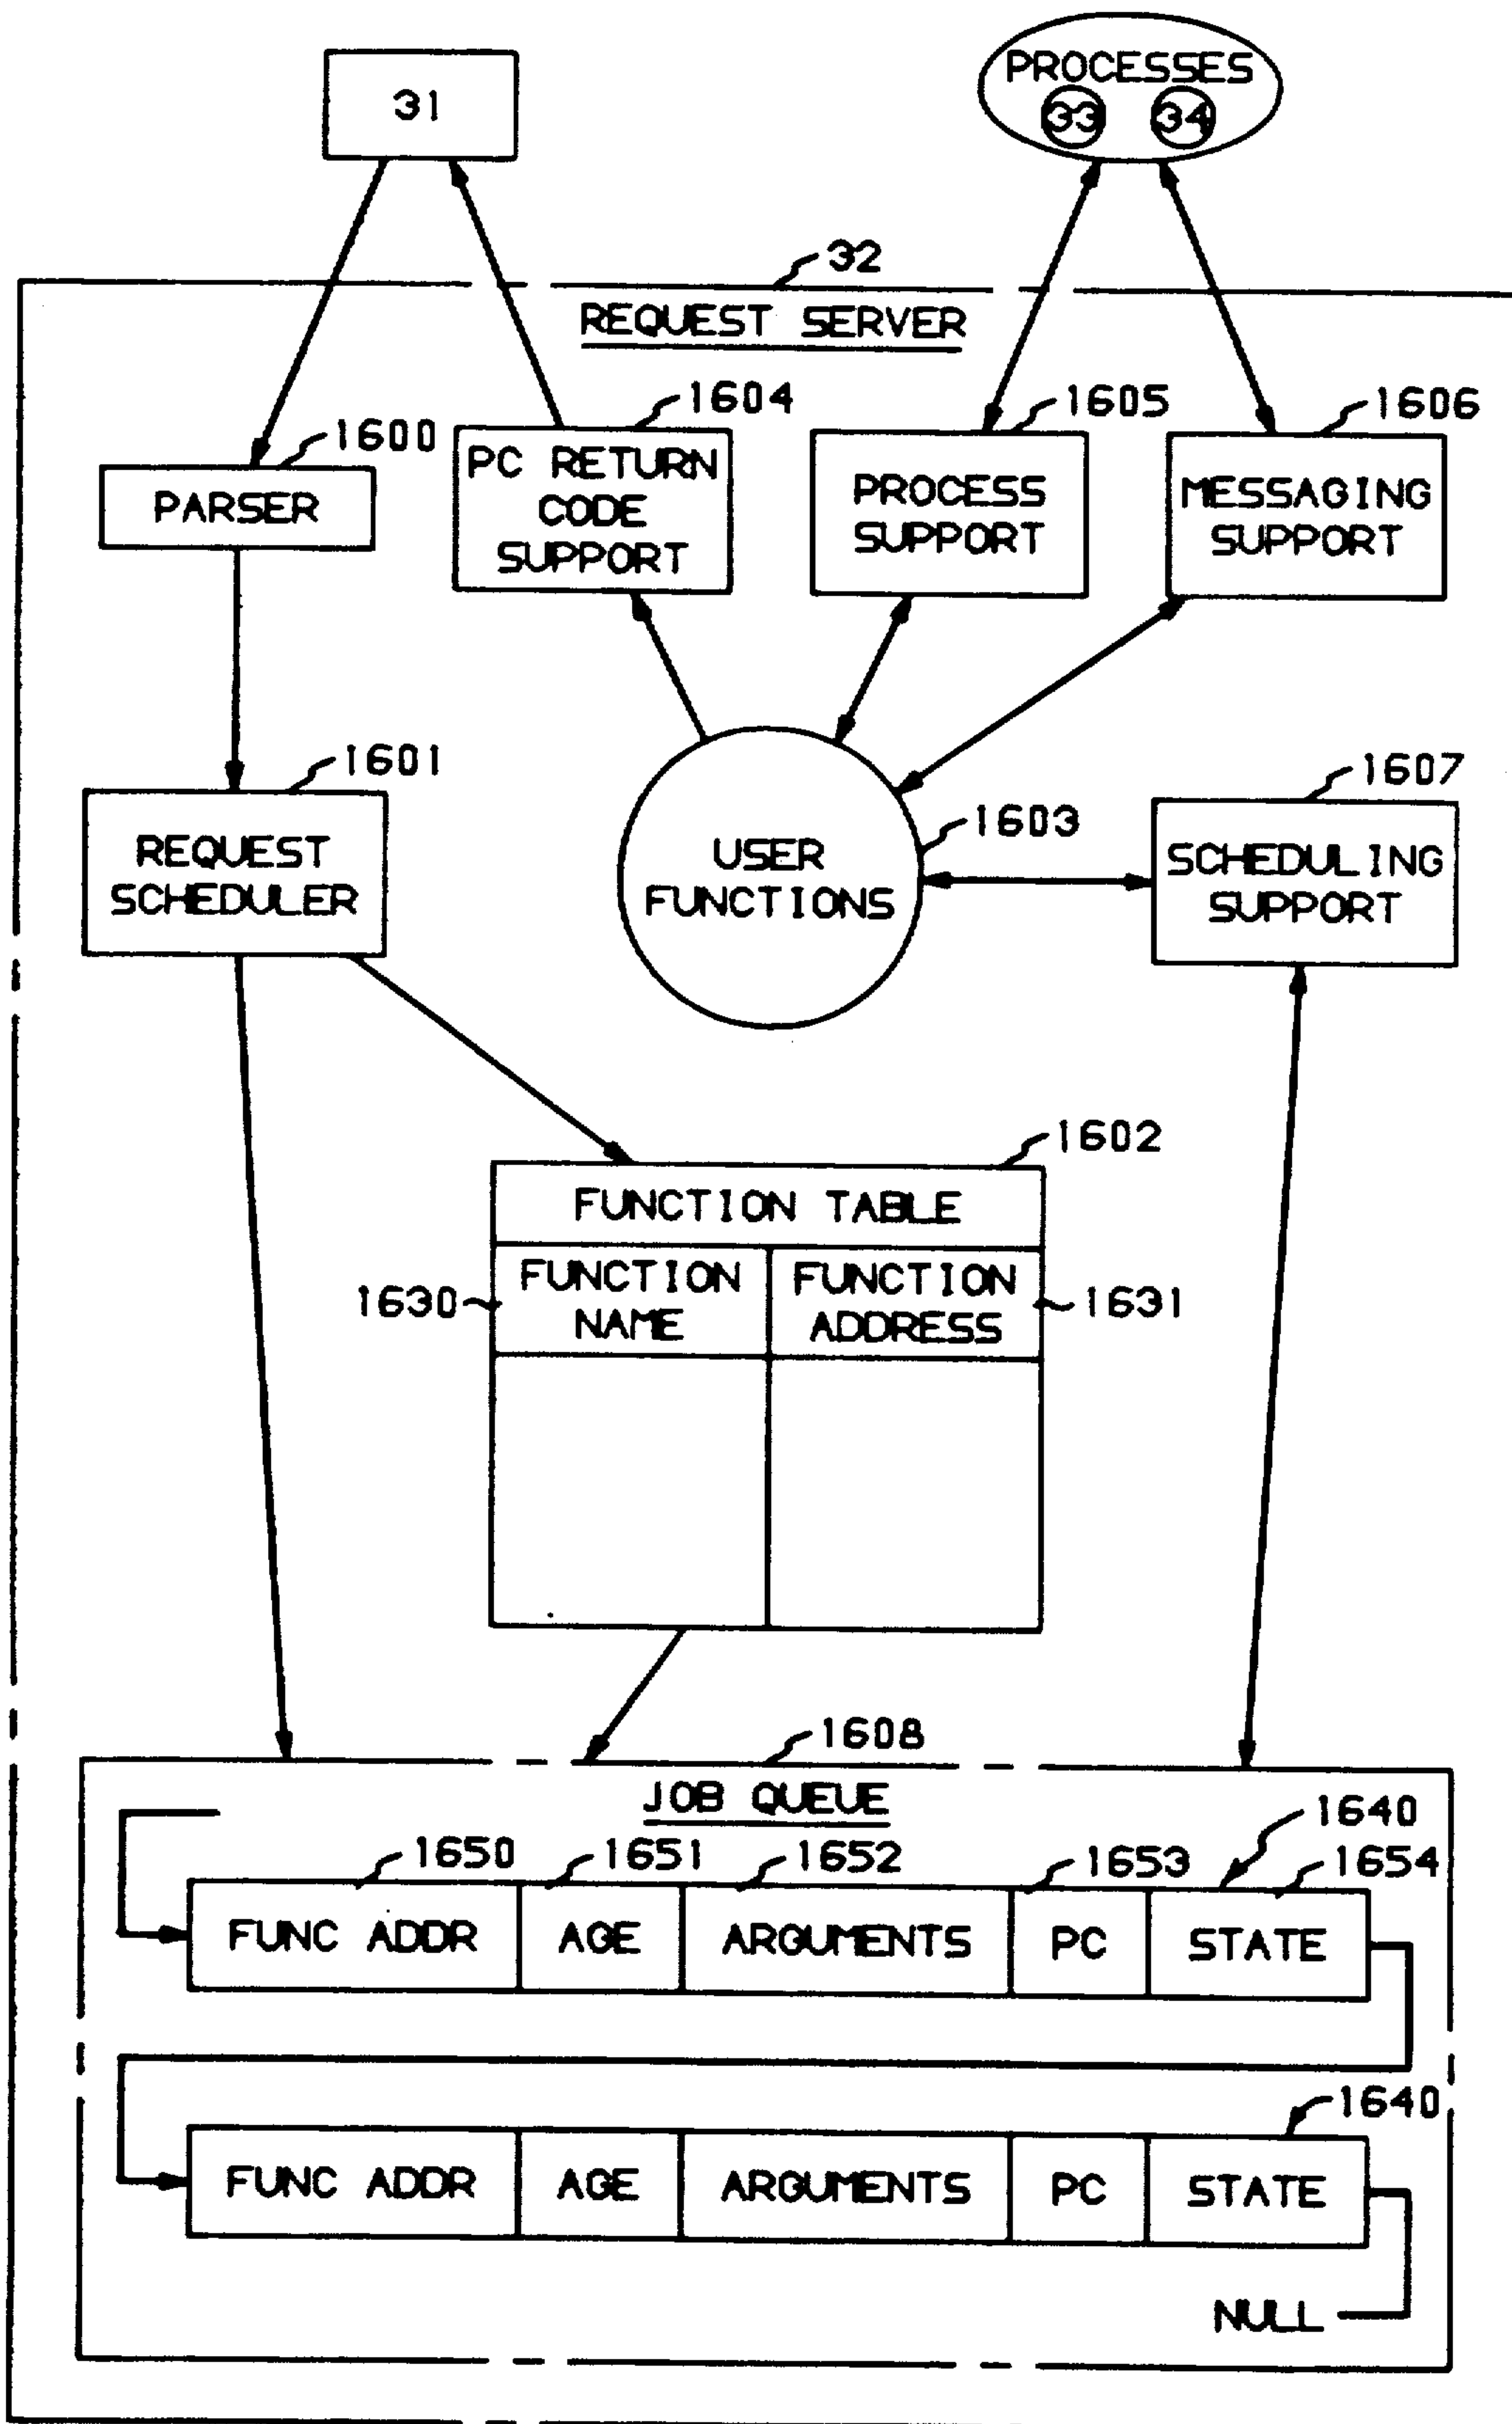 31
PROCESSES
33 34
32
REQUEST SERVER
1600
PARSER
1604
PC RETURN
CODE
SUPPORT
1605
PROCESS
SUPPORT
1606
MESSAGING
SUPPORT
1601
REQUEST
SCHEDULER
1603
USER
FUNCTIONS
1607
SCHEDULING
SUPPORT
1602
FUNCTION TABLE
1630
FUNCTION
NAME
FUNCTION
ADDRESS
1631
1608
JOB QUEUE
1640
1650 1651 1652 1653 1654
FUNC ADDR AGE ARGUMENTS PC STATE
1640
FUNC ADDR AGE ARGUMENTS PC STATE
NULL